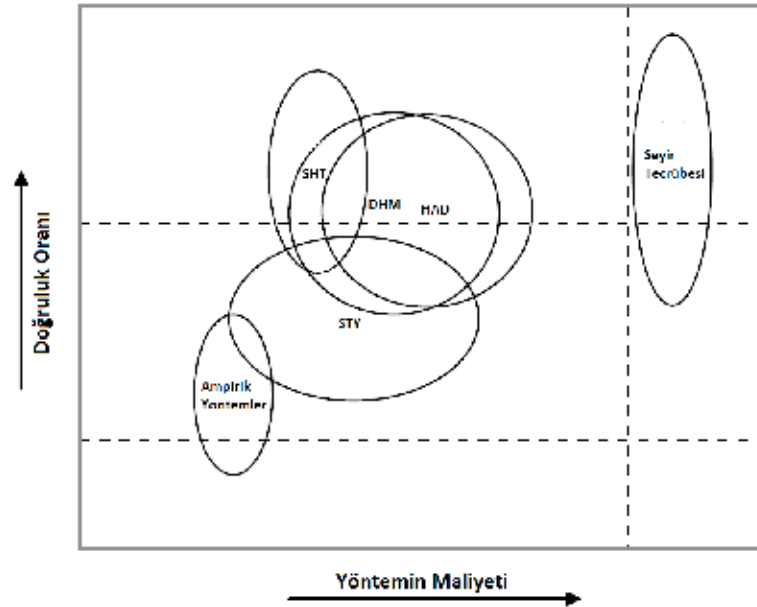 Seyir
Tecrübesi
SHT
DHM
HAD
STY
Ampirik
Yöntemler
Doğruluk Oranı
Yöntemin Maliyeti